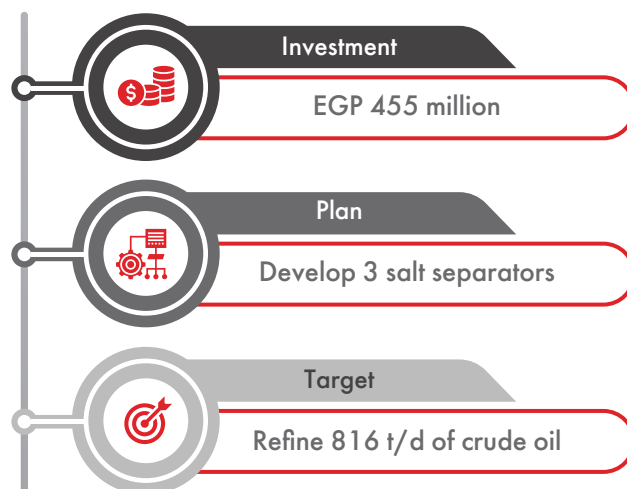 Investment
$
EGP 455 million
Plan
Develop 3 salt separators
Target
Refine 816 t/d of crude oil